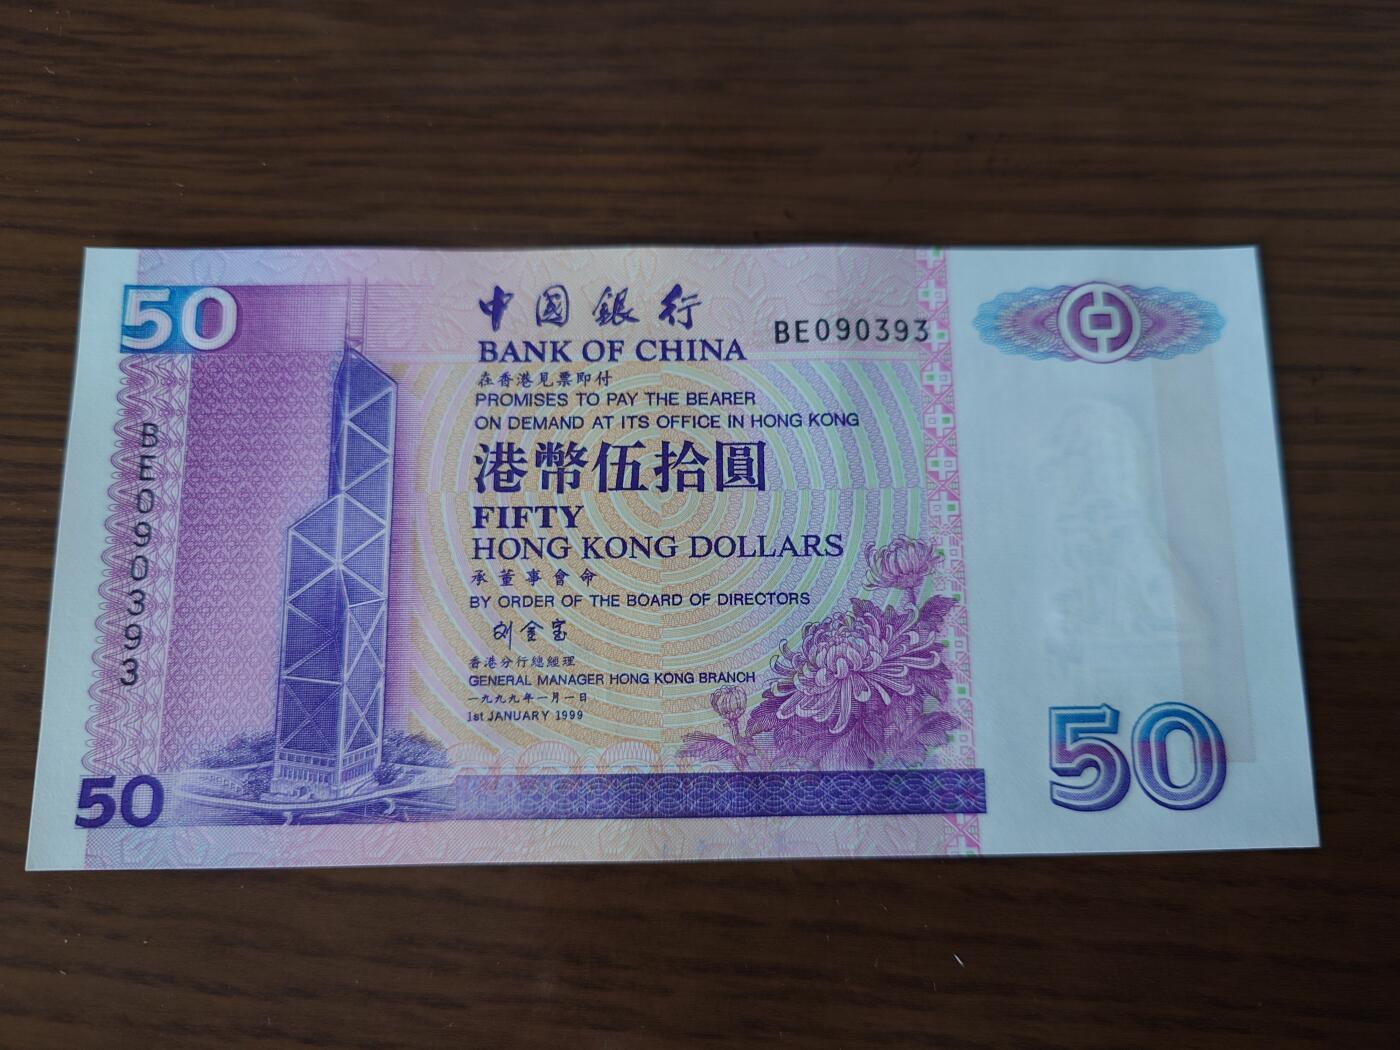 50
中國銀行
BE090393
BANK OF CHINA
在香港見票即付
PROMISES TO PAY THE BEARER
ON DEMAND AT ITS OFFICE IN HONG KONG
BE090393
港幣伍拾圓
FIFTY
HONG KONG DOLLARS
承董事會命
BY ORDER OF THE BOARD OF DIRECTORS
刘金宝
香港分行總經理
GENERAL MANAGER HONG KONG BRANCH
一九九九年一月一日
1st JANUARY 1999
50
50